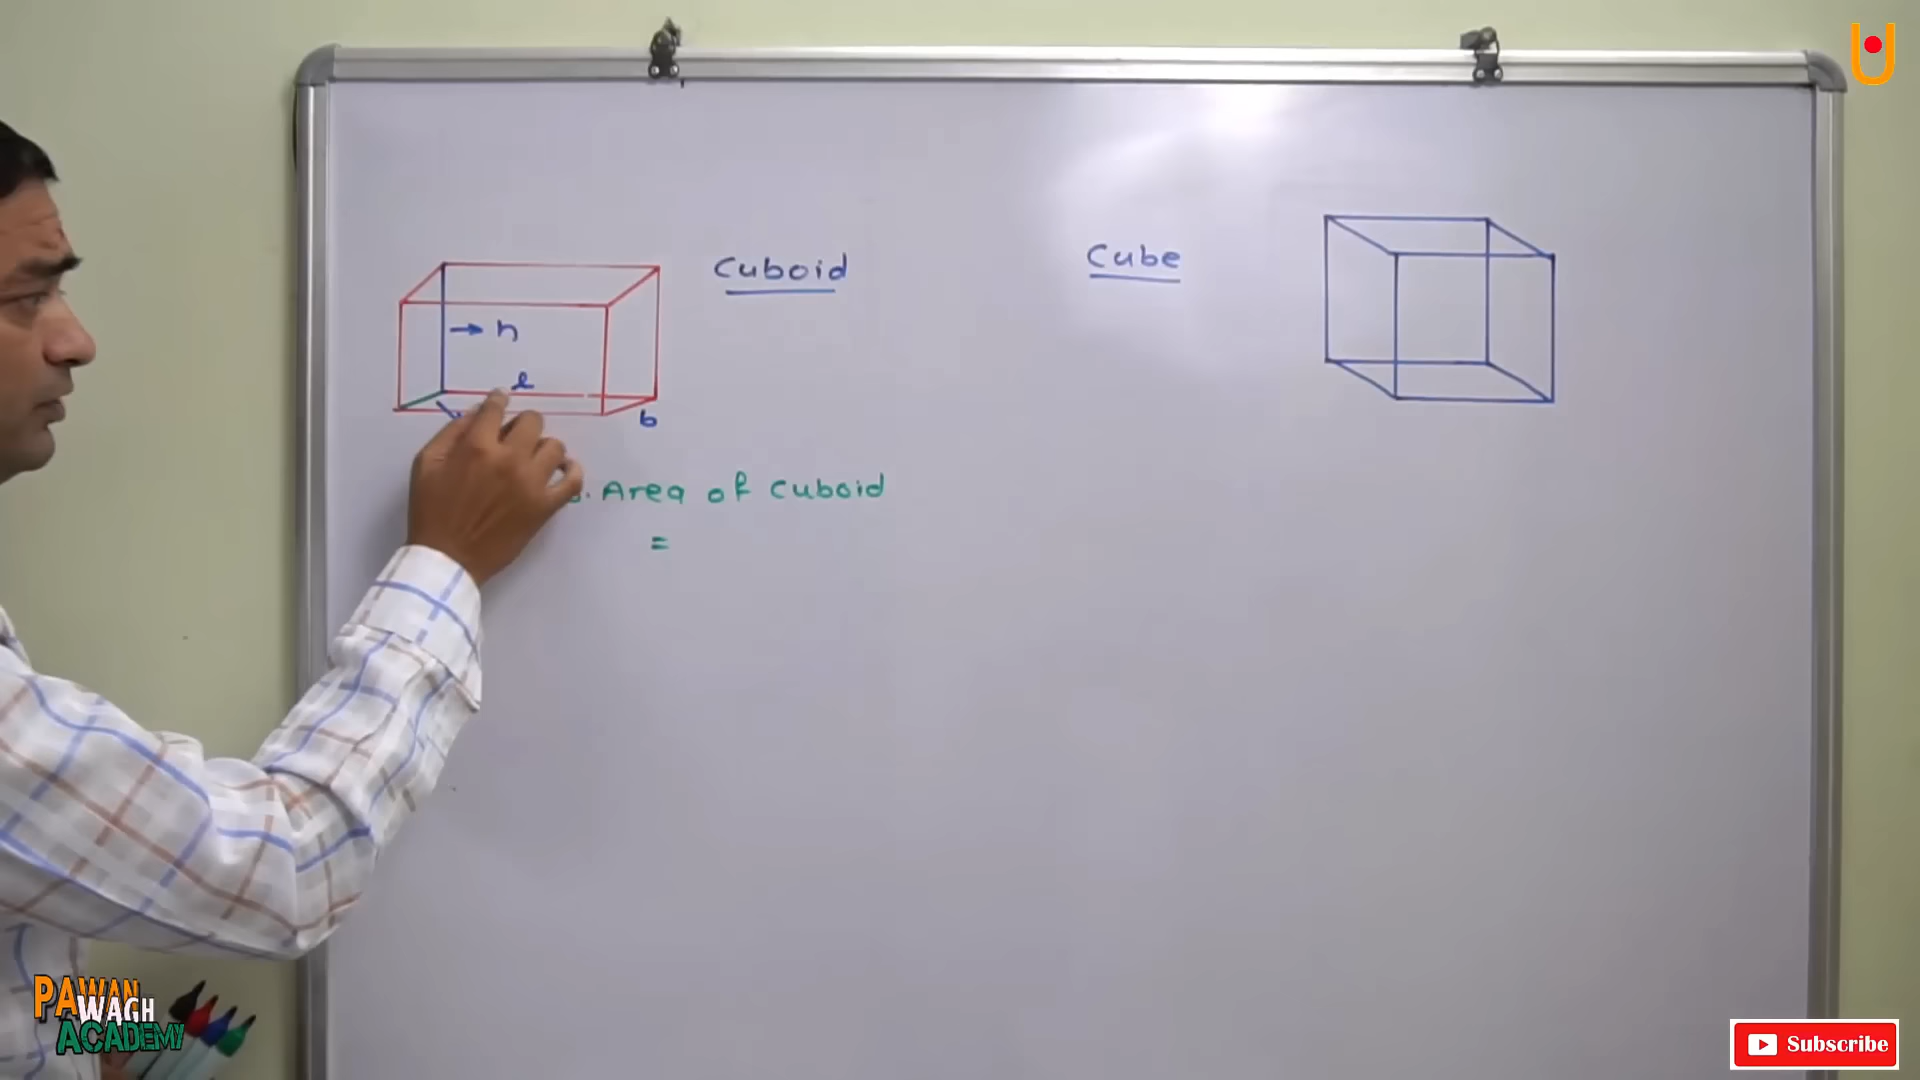 Cuboid
Cube
h
l
b
Area of Cuboid
=
PAWAN
WAGH
ACADEMY
Subscribe